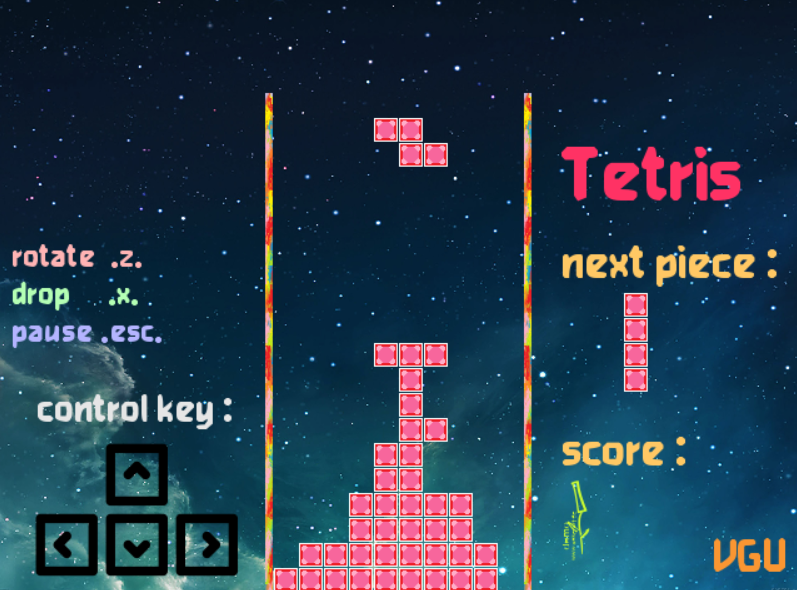 Tetris
rotate .z.
next piece :
drop .x.
pause .esc.
control key :
score :
VGU